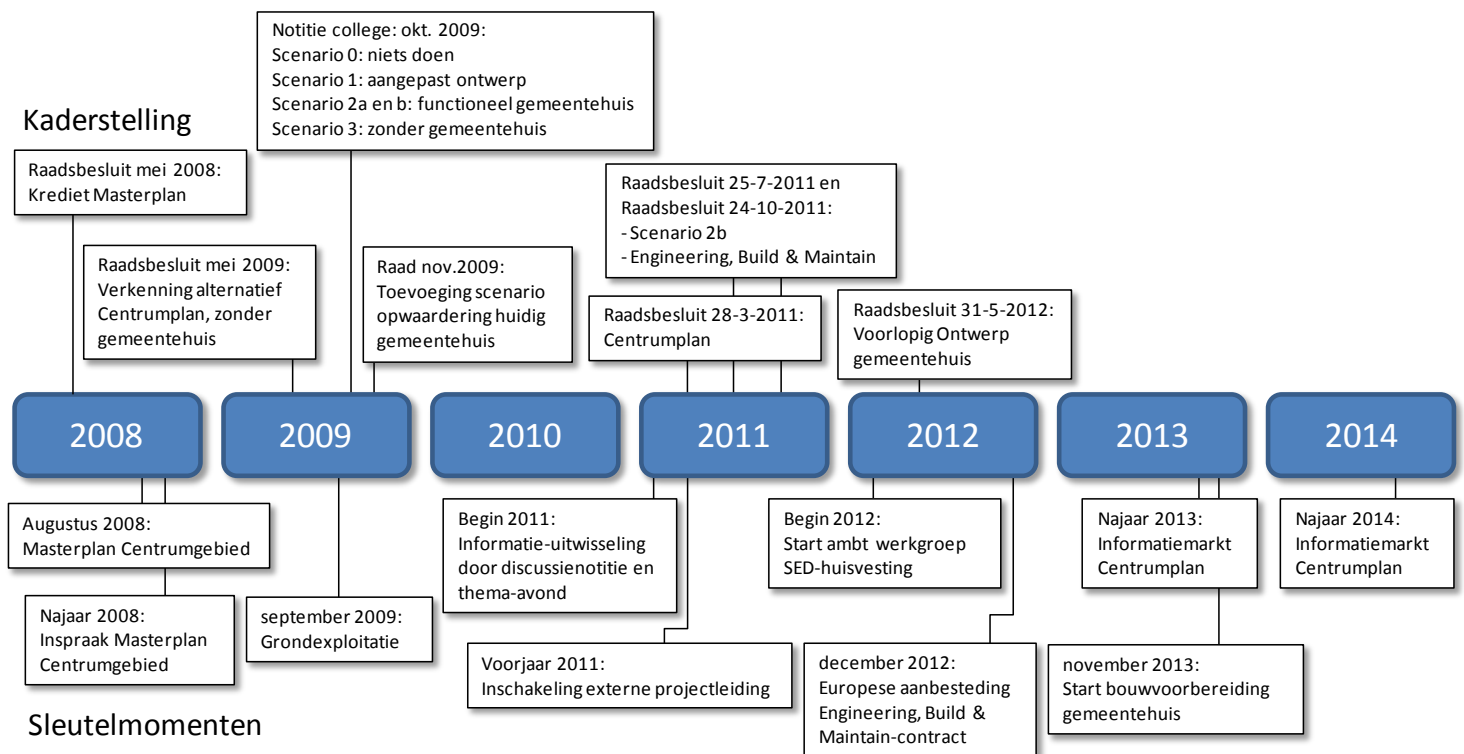 Notitie college: okt. 2009:
Scenario 0: niets doen
Scenario 1: aangepast ontwerp
Scenario 2a en b: functioneel gemeentehuis
Scenario 3: zonder gemeentehuis
Kaderstelling
Raadsbesluit mei 2008:
Krediet Masterplan
Raadsbesluit 25-7-2011 en
Raadsbesluit 24-10-2011:
- Scenario 2b
- Engineering, Build & Maintain
Raadsbesluit mei 2009:
Verkenning alternatief
Centrumplan, zonder
gemeentehuis
Raad nov.2009:
Toevoeging scenario
opwaardering huidig
gemeentehuis
Raadsbesluit 28-3-2011:
Centrumplan
Raadsbesluit 31-5-2012:
Voorlopig Ontwerp
gemeentehuis
2008
2009
2010
2011
2012
2013
2014
Augustus 2008:
Masterplan Centrumgebied
Begin 2011:
Informatie-uitwisseling
door discussienotitie en
thema-avond
Begin 2012:
Start ambt werkgroep
SED-huisvesting
Najaar 2013:
Informatiemarkt
Centrumplan
Najaar 2014:
Informatiemarkt
Centrumplan
Najaar 2008:
Inspraak Masterplan
Centrumgebied
september 2009:
Grondexploitatie
Voorjaar 2011:
Inschakeling externe projectleiding
december 2012:
Europese aanbesteding
Engineering, Build &
Maintain-contract
november 2013:
Start bouwvoorbereiding
gemeentehuis
Sleutelmomenten